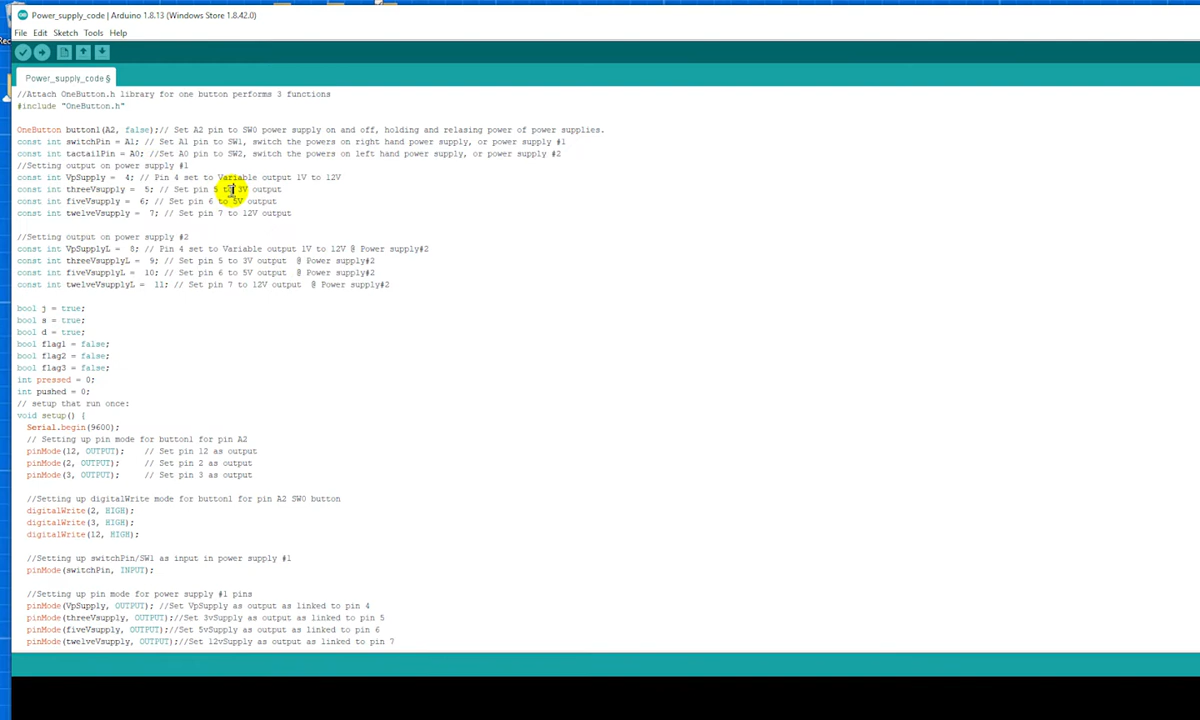 Power_supply_code | Arduino 1.8.13 (Windows Store 1.8.42.0)
File Edit Sketch Tools Help
Power_supply_code §
//Attach OneButton.h library for one button performs 3 functions
#include "OneButton.h"
OneButton button1(A2, false);// Set A2 pin to SW0 power supply on and off, holding and relasing power of power supplies.
const int switchPin = A1; // Set A1 pin to SW1, switch the powers on right hand power supply, or power supply #1
const int tactailPin = A0; //Set A0 pin to SW2, switch the powers on left hand power supply, or power supply #2
//Setting output on power supply #1
const int VpSupply = 4; // Pin 4 set to Variable output 1V to 12V
const int threeVsupply = 5; // Set pin 5 to 3V output
const int fiveVsupply = 6; // Set pin 6 to 5V output
const int twelveVsupply = 7; // Set pin 7 to 12V output
//Setting output on power supply #2
const int VpSupplyL = 8; // Pin 4 set to Variable output 1V to 12V @ Power supply#2
const int threeVsupplyL = 9; // Set pin 5 to 3V output @ Power supply#2
const int fiveVsupplyL = 10; // Set pin 6 to 5V output @ Power supply#2
const int twelveVsupplyL = 11; // Set pin 7 to 12V output @ Power supply#2
bool j = true;
bool s = true;
bool d = true;
bool flag1 = false;
bool flag2 = false;
bool flag3 = false;
int pressed = 0;
int pushed = 0;
// setup that run once:
void setup() {
Serial.begin(9600);
// Setting up pin mode for button1 for pin A2
pinMode(12, OUTPUT); // Set pin 12 as output
pinMode(2, OUTPUT); // Set pin 2 as output
pinMode(3, OUTPUT); // Set pin 3 as output
//Setting up digitalWrite mode for button1 for pin A2 SW0 button
digitalWrite(2, HIGH);
digitalWrite(3, HIGH);
digitalWrite(12, HIGH);
//Setting up switchPin/SW1 as input in power supply #1
pinMode(switchPin, INPUT);
//Setting up pin mode for power supply #1 pins
pinMode(VpSupply, OUTPUT); //Set VpSupply as output as linked to pin 4
pinMode(threeVsupply, OUTPUT);//Set 3vSupply as output as linked to pin 5
pinMode(fiveVsupply, OUTPUT);//Set 5vSupply as output as linked to pin 6
pinMode(twelveVsupply, OUTPUT);//Set 12vSupply as output as linked to pin 7